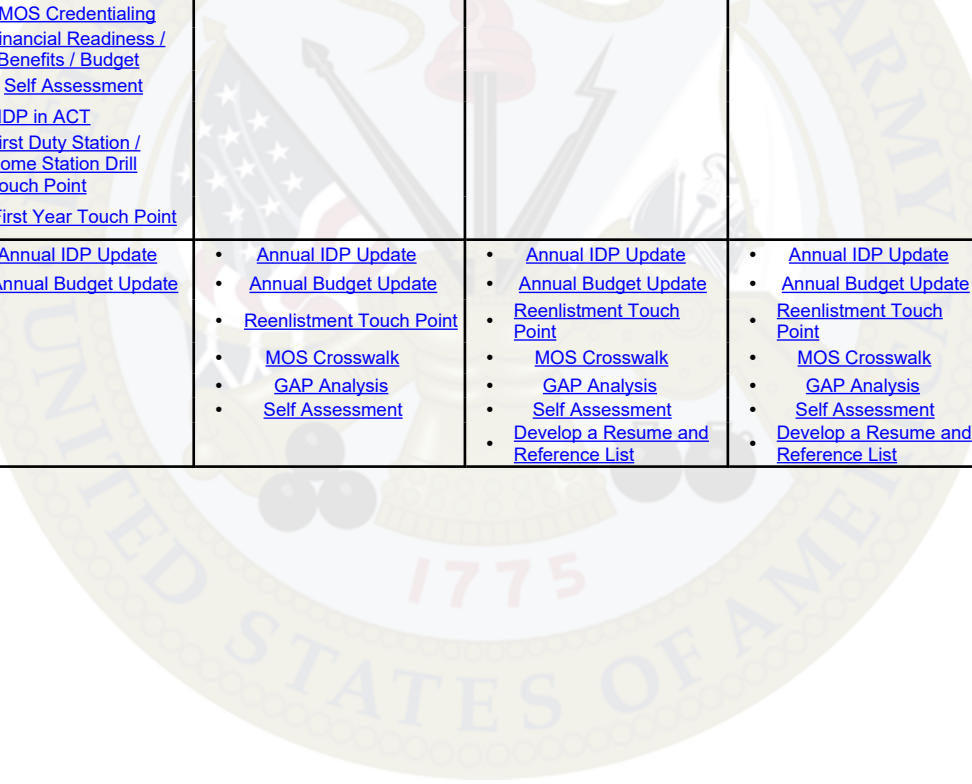 MOS Credentialing
inancial Readiness /
Benefits / Budget
Self Assessment
IDP in ACT
irst Duty Station /
ome Station Drill
ouch Point
First Year Touch Point
Annual IDP Update
Annual Budget Update
• Annual IDP Update
• Annual Budget Update
• Reenlistment Touch Point
• MOS Crosswalk
• GAP Analysis
• Self Assessment
• Annual IDP Update
• Annual Budget Update
• Reenlistment Touch
Point
• MOS Crosswalk
• GAP Analysis
• Self Assessment
• Develop a Resume and
Reference List
• Annual IDP Update
• Annual Budget Update
• Reenlistment Touch
Point
• MOS Crosswalk
• GAP Analysis
• Self Assessment
• Develop a Resume and
Reference List
ARMY
1775
UNITED STATES OF AMERICA